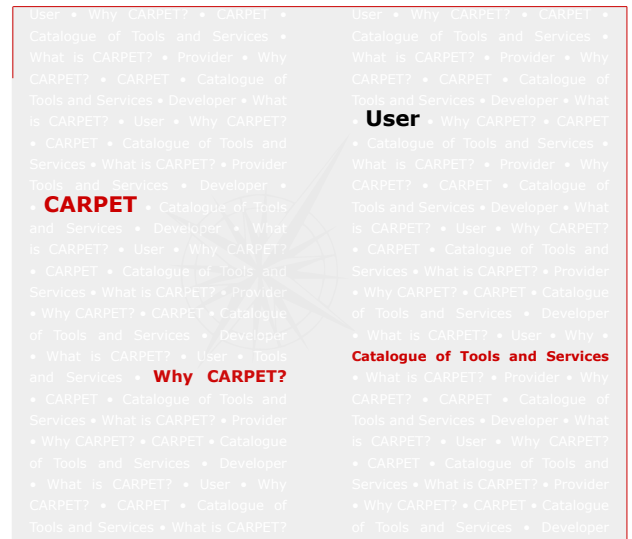 User • Why CARPET? • CARPET •
Catalogue of Tools and Services •
What is CARPET? • Provider • Why
CARPET? • CARPET • Catalogue of
Tools and Services • Developer • What
is CARPET? • User • Why CARPET?
• CARPET • Catalogue of Tools and
Services • What is CARPET? • Provider
Tools and Services • Developer •
• CARPET • Catalogue of Tools
and Services • Developer • What
is CARPET? • User • Why CARPET?
• CARPET • Catalogue of Tools and
Services • What is CARPET? • Provider
• Why CARPET? • CARPET • Catalogue
of Tools and Services • Developer
• What is CARPET? • User • Tools
and Services • Why CARPET?
• CARPET • Catalogue of Tools and
Services • What is CARPET? • Provider
• Why CARPET? • CARPET • Catalogue
of Tools and Services • Developer
• What is CARPET? • User • Why
CARPET? • CARPET • Catalogue of
Tools and Services • What is CARPET?
User • Why CARPET? • CARPET •
Catalogue of Tools and Services •
What is CARPET? • Provider • Why
CARPET? • CARPET • Catalogue of
Tools and Services • Developer • What
• User • Why CARPET? • CARPET
• Catalogue of Tools and Services •
What is CARPET? • Provider • Why
CARPET? • CARPET • Catalogue of
Tools and Services • Developer • What
is CARPET? • User • Why CARPET?
• CARPET • Catalogue of Tools and
Services • What is CARPET? • Provider
• Why CARPET? • CARPET • Catalogue
of Tools and Services • Developer
• What is CARPET? • User • Why •
Catalogue of Tools and Services
• What is CARPET? • Provider • Why
CARPET? • CARPET • Catalogue of
Tools and Services • Developer • What
is CARPET? • User • Why CARPET?
• CARPET • Catalogue of Tools and
Services • What is CARPET? • Provider
• Why CARPET? • CARPET • Catalogue
of Tools and Services • Developer